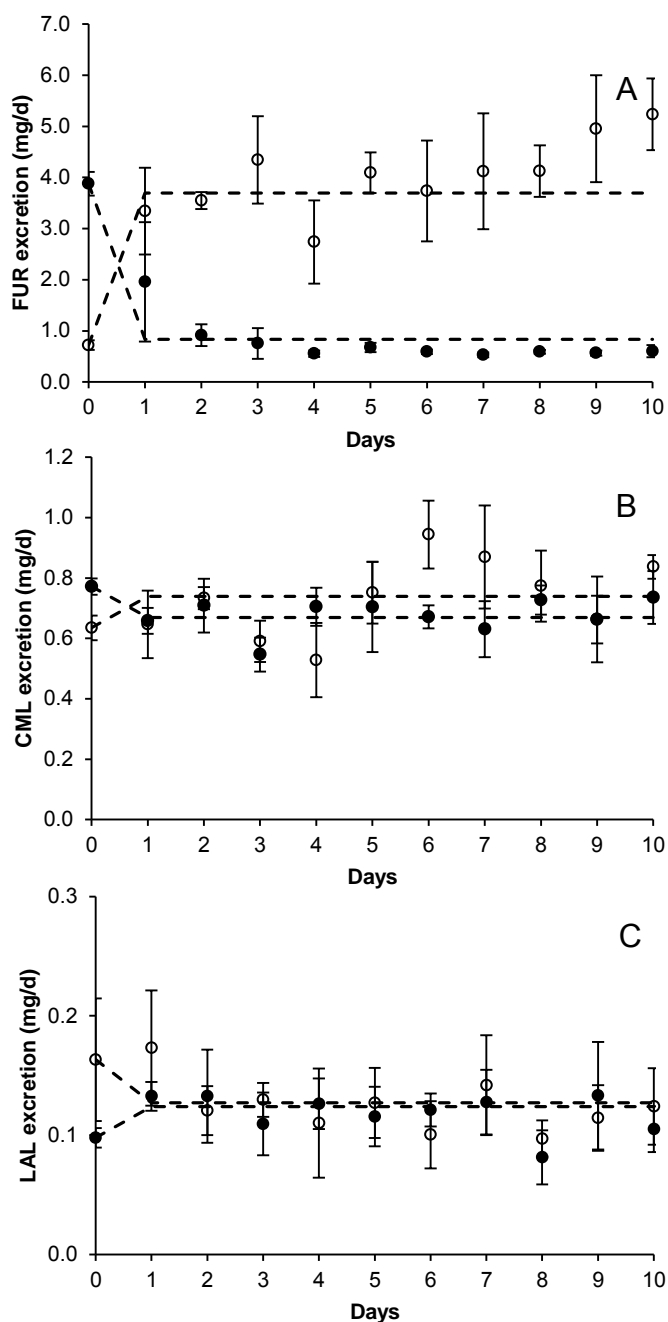 A
FUR excretion (mg/d)
7.0
6.0
5.0
4.0
3.0
2.0
1.0
0.0
0 1 2 3 4 5 6 7 8 9 10
Days
B
CML excretion (mg/d)
1.2
1.0
0.8
0.6
0.4
0.2
0.0
0 1 2 3 4 5 6 7 8 9 10
Days
C
LAL excretion (mg/d)
0.3
0.2
0.1
0.0
0 1 2 3 4 5 6 7 8 9 10
Days